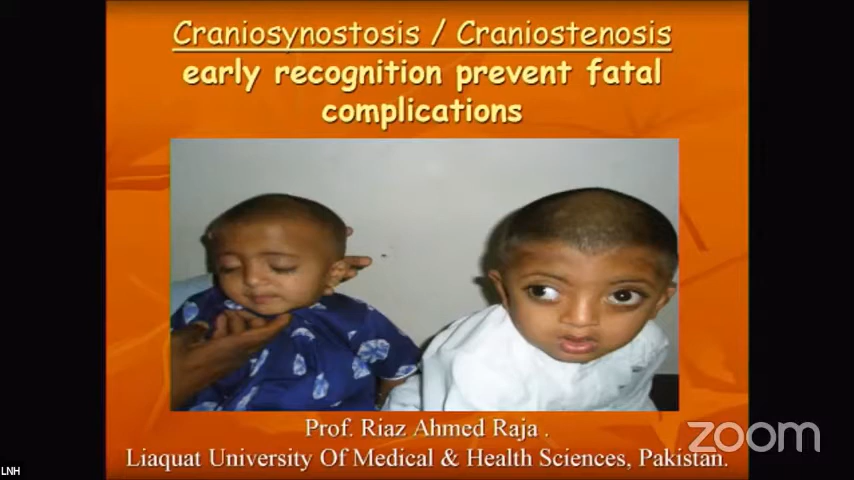 Craniosynostosis / Craniostenosis
early recognition prevent fatal
complications
Prof. Riaz Ahmed Raja .
Liaquat University Of Medical & Health Sciences, Pakistan.
zoom
LNH